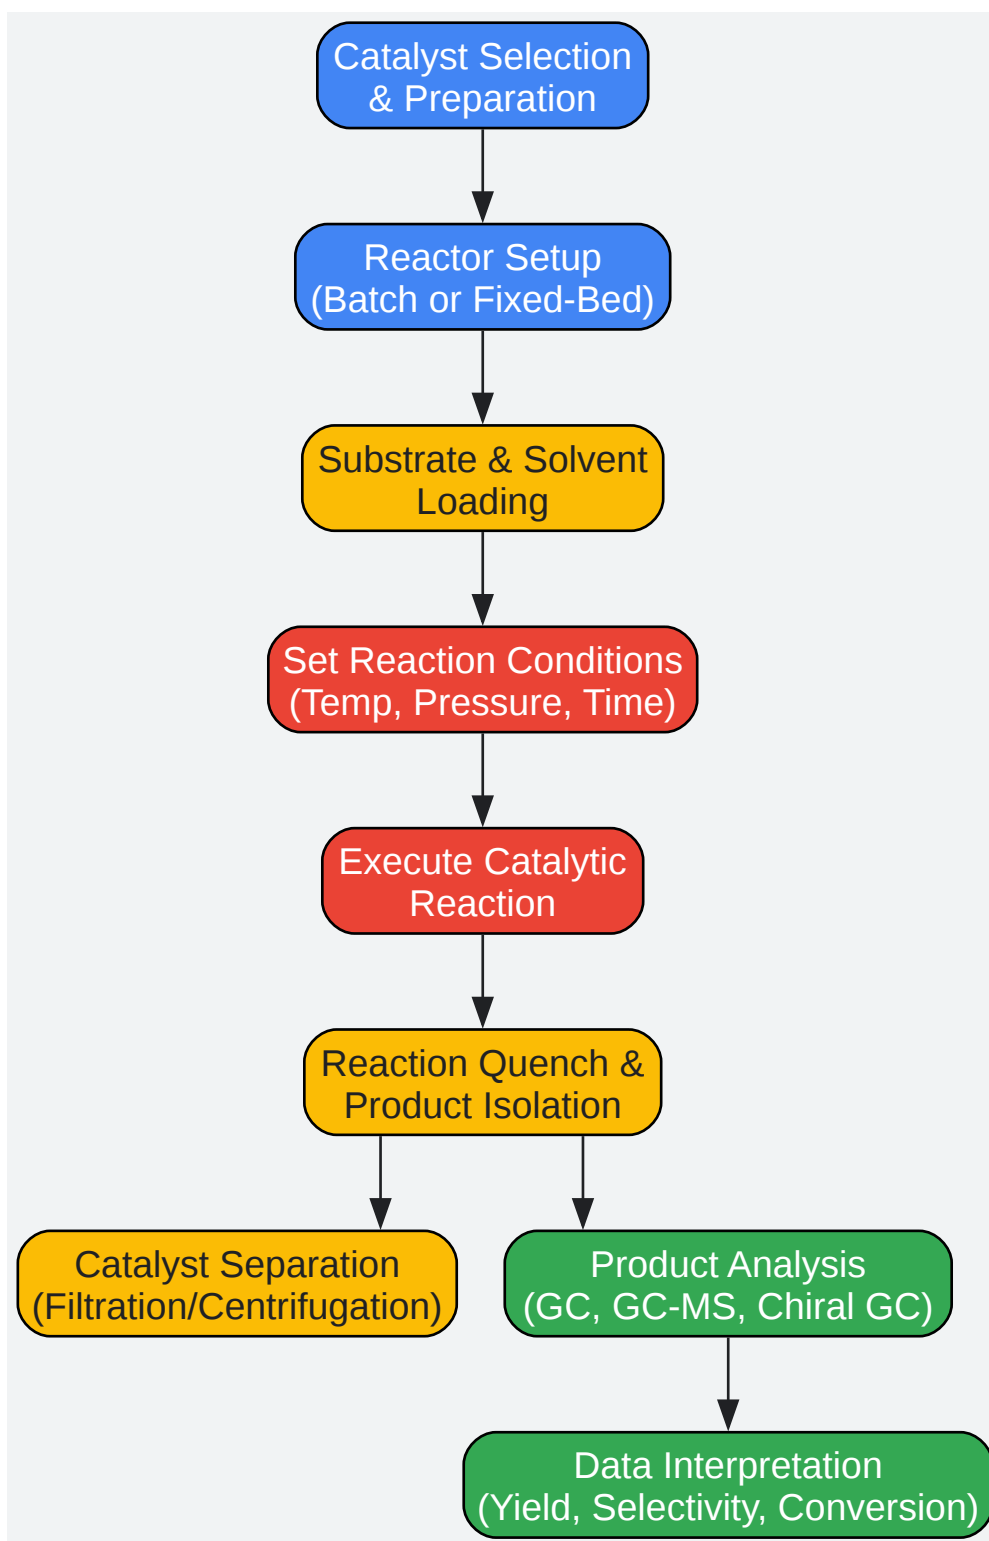 Catalyst Selection
& Preparation
Reactor Setup
(Batch or Fixed-Bed)
Substrate & Solvent
Loading
Set Reaction Conditions
(Temp, Pressure, Time)
Execute Catalytic
Reaction
Reaction Quench &
Product Isolation
Catalyst Separation
(Filtration/Centrifugation)
Product Analysis
(GC, GC-MS, Chiral GC)
Data Interpretation
(Yield, Selectivity, Conversion)